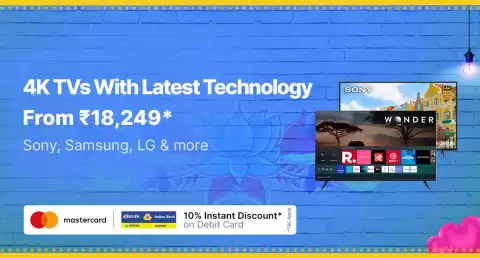 4K TVs With Latest Technology
From ₹18,249*
Sony, Samsung, LG & more
SONY
WONDER
R.
mastercard
Indian Bank
10% Instant Discount*
on Debit Card
*T&C Apply